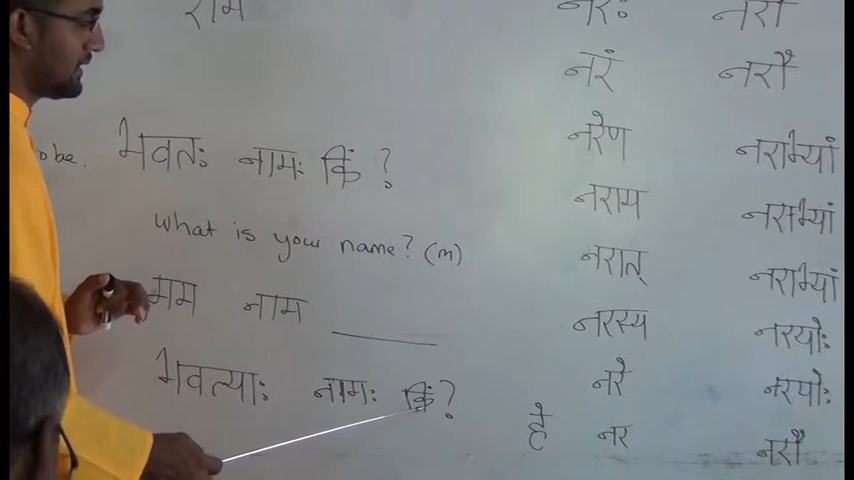 राम
obe.
भवतः नामः किं ?
What is your name? (m)
मम नाम ______
भवत्याः नामः किं ?
नरः नरौ
नरं नरौ
नरेण नराभ्यां
नराम नराभ्यां
नरात् नराभ्यां
नरस्य नरयोः
नरे नरयोः
हे नर नरौ